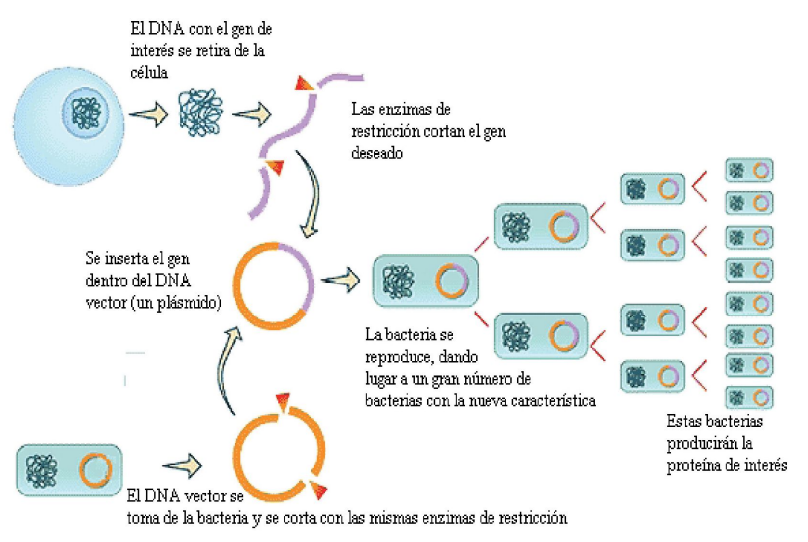 El DNA con el gen de
interés se retira de la
célula
Las enzimas de
restricción cortan el gen
deseado
Se inserta el gen
dentro del DNA
vector (un plásmido)
La bacteria se
reproduce, dando
lugar a un gran número de
bacterias con la nueva característica
Estas bacterias
producirán la
proteína de interés
El DNA vector se
toma de la bacteria y se corta con las mismas enzimas de restricción